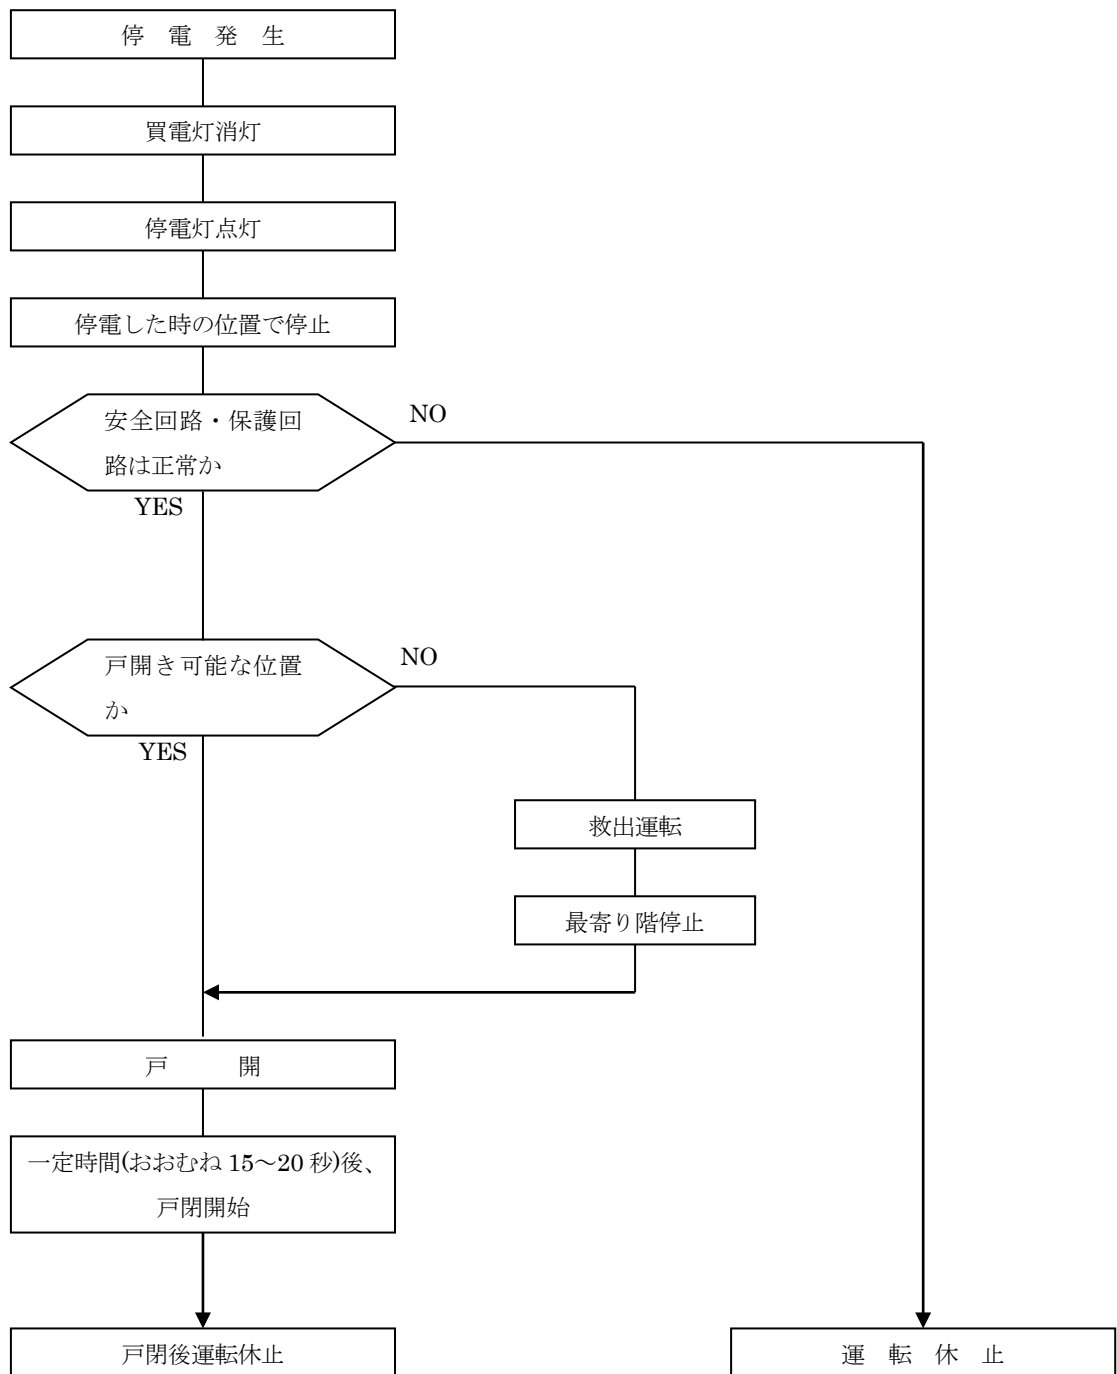 停　電　発　生
買電灯消灯
停電灯点灯
停電した時の位置で停止
安全回路・保護回
路は正常か
NO
YES
戸開き可能な位置
か
NO
YES
救出運転
最寄り階停止
戸　　　開
一定時間(おおむね 15～20 秒)後、
戸閉開始
戸閉後運転休止
運　転　休　止